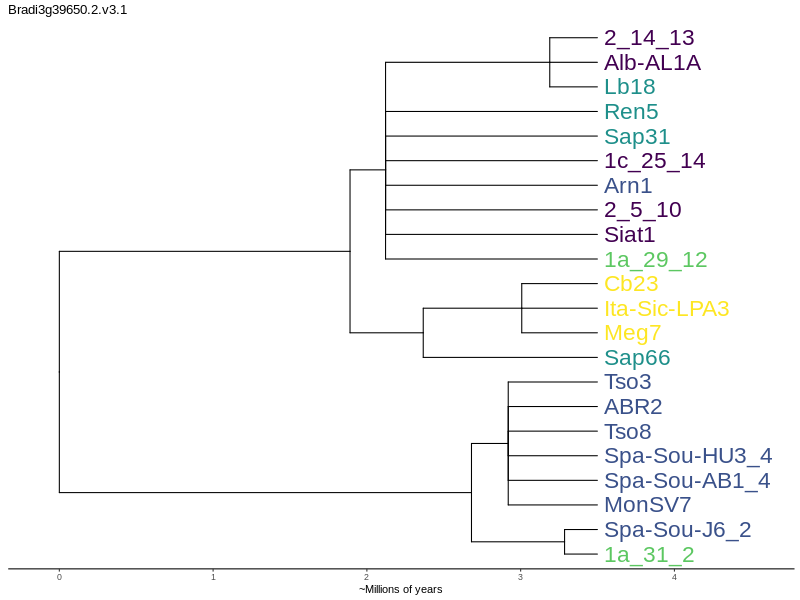 Bradi3g39650.2.v3.1
2_14_13
Alb-AL1A
Lb18
Ren5
Sap31
1c_25_14
Arn1
2_5_10
Siat1
1a_29_12
Cb23
Ita-Sic-LPA3
Meg7
Sap66
Tso3
ABR2
Tso8
Spa-Sou-HU3_4
Spa-Sou-AB1_4
MonSV7
Spa-Sou-J6_2
1a_31_2
0 1 2 3 4
~Millions of years